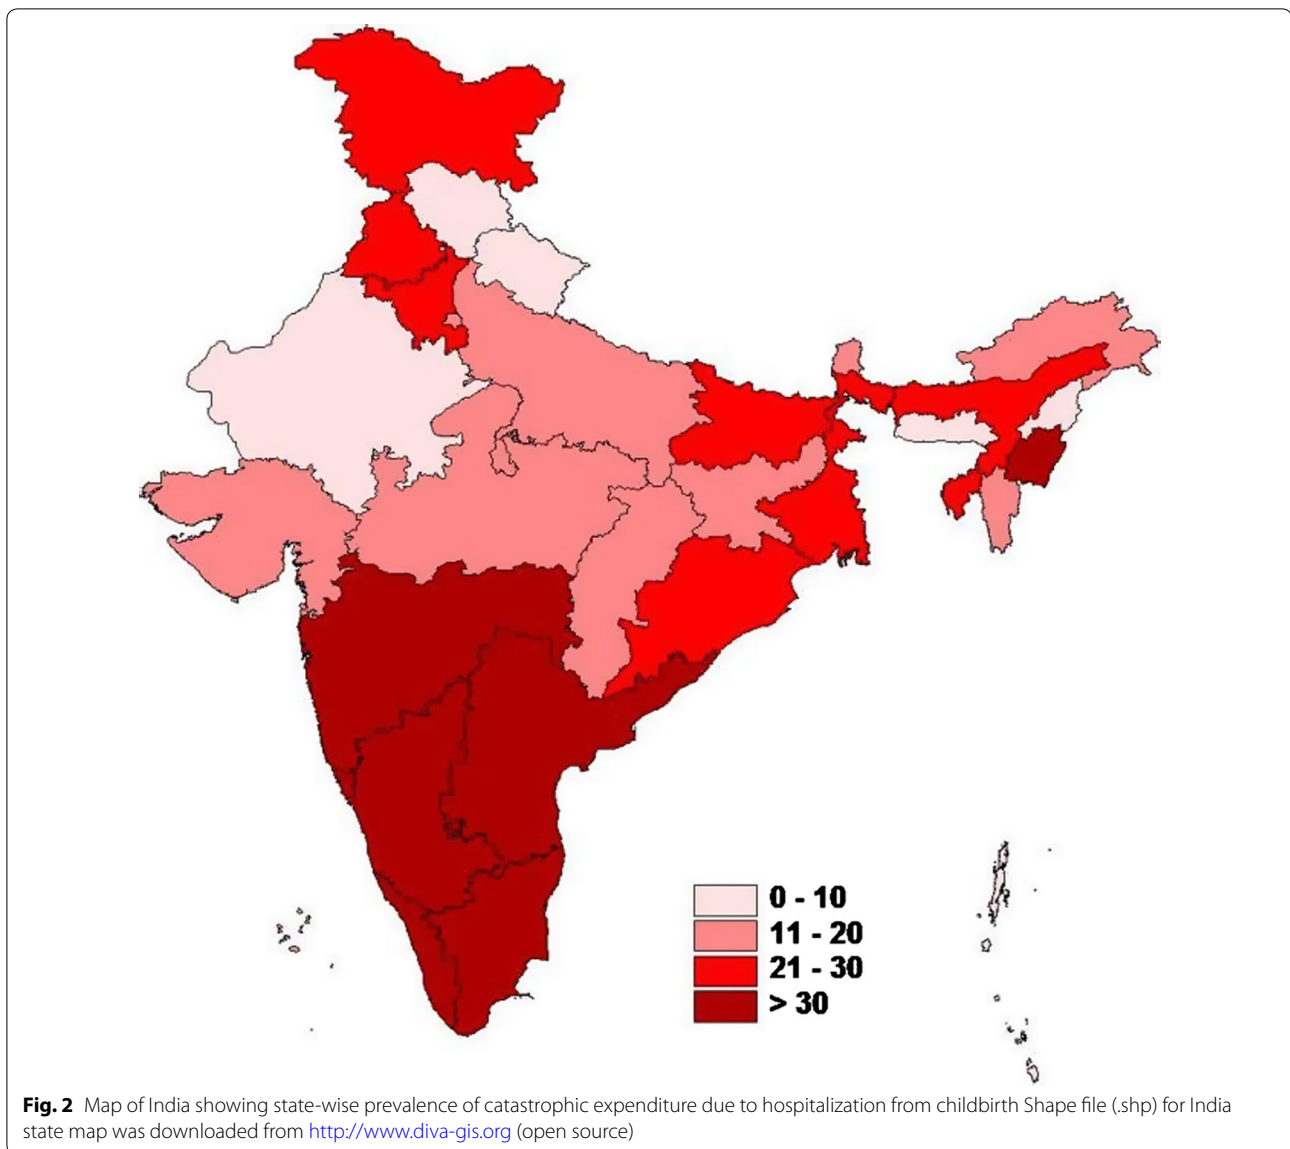 0 - 10
11 - 20
21 - 30
> 30
Fig. 2 Map of India showing state-wise prevalence of catastrophic expenditure due to hospitalization from childbirth Shape file (.shp) for India
state map was downloaded from http://www.diva-gis.org (open source)